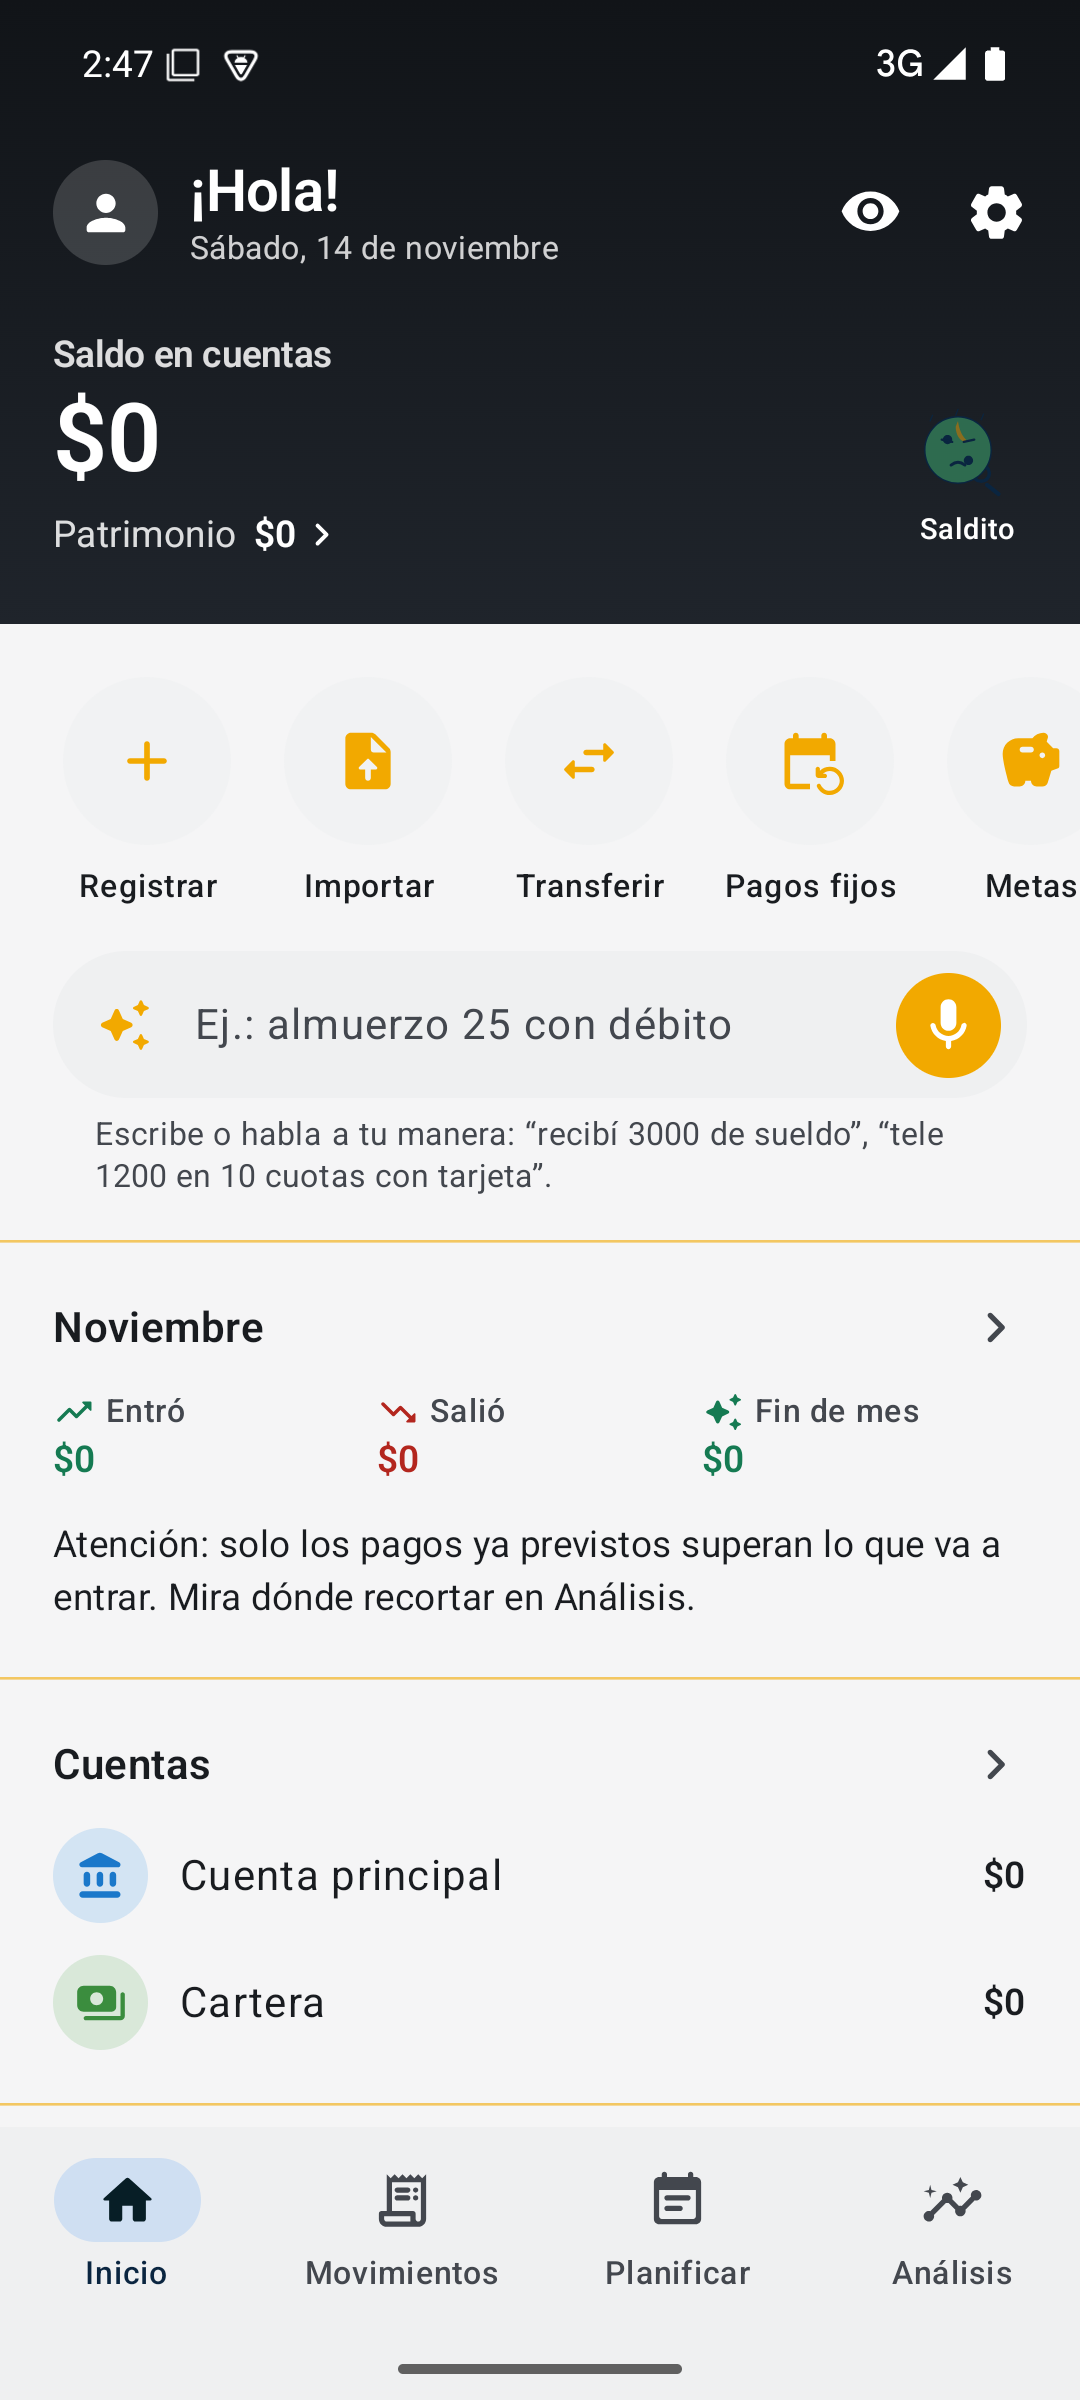 2:47
3G
¡Hola!
Sábado, 14 de noviembre
Saldo en cuentas
$0
Patrimonio $0
Saldito
Registrar
Importar
Transferir
Pagos fijos
Metas
Ej.: almuerzo 25 con débito
Escribe o habla a tu manera: “recibí 3000 de sueldo”, “tele
1200 en 10 cuotas con tarjeta”.
Noviembre
Entró
Salió
Fin de mes
$0
$0
$0
Atención: solo los pagos ya previstos superan lo que va a
entrar. Mira dónde recortar en Análisis.
Cuentas
Cuenta principal
$0
Cartera
$0
Inicio
Movimientos
Planificar
Análisis